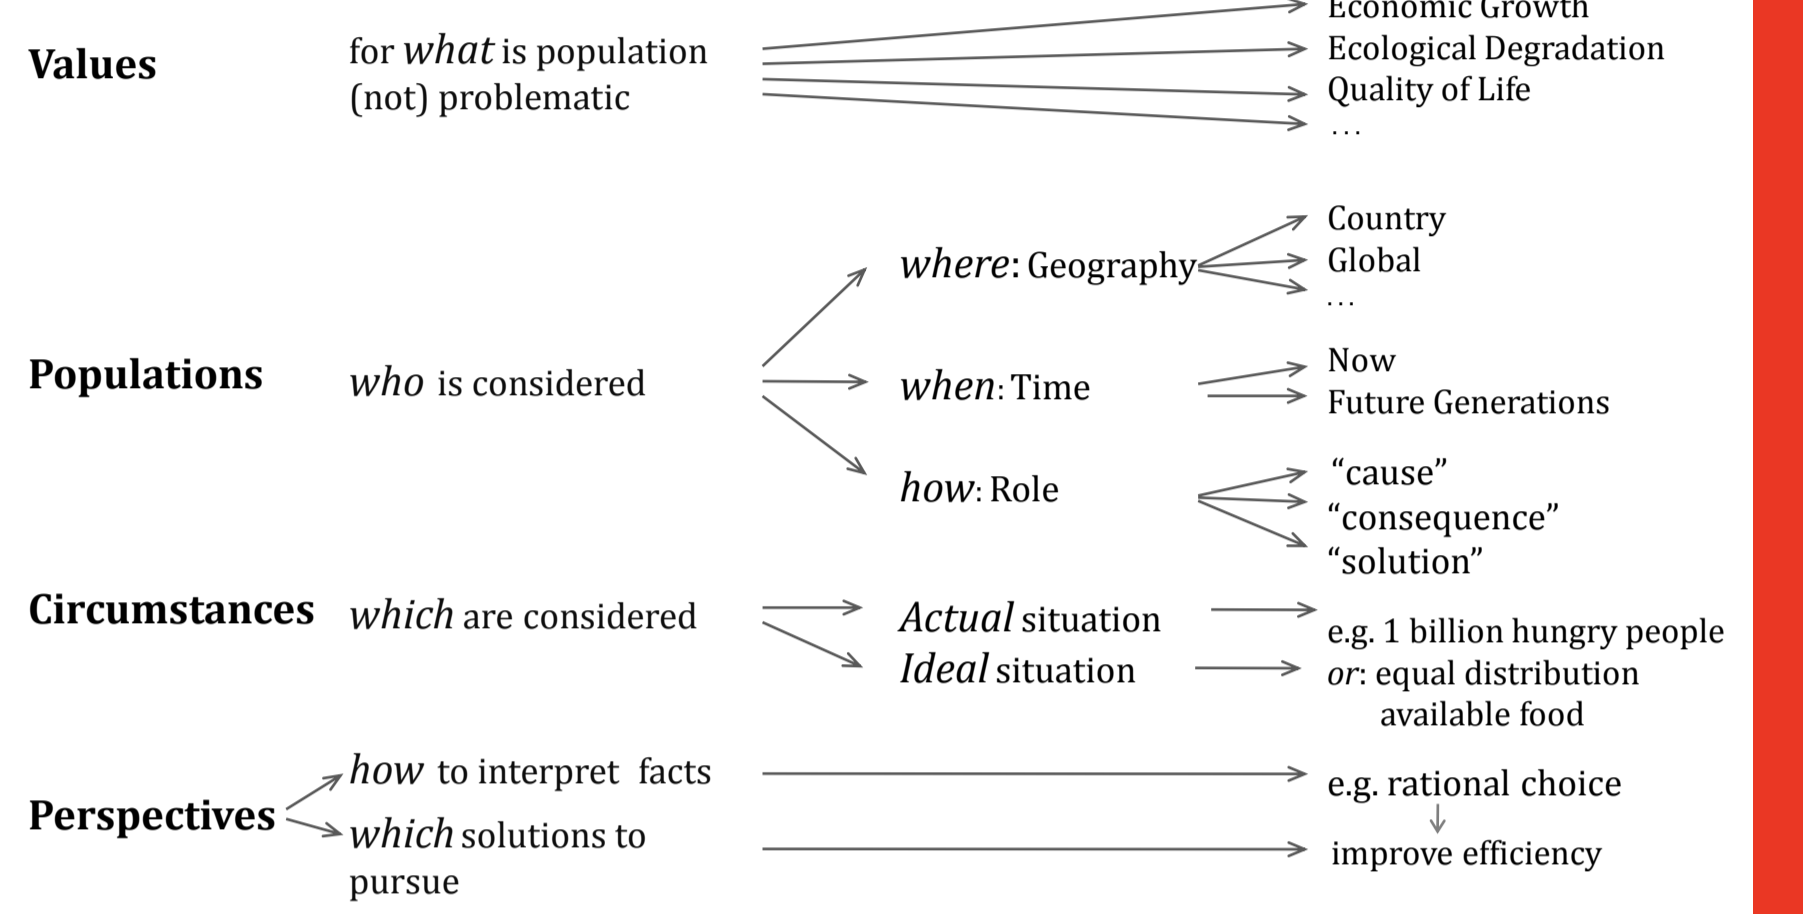 Economic Growth
Values
for what is population
Ecological Degradation
(not) problematic
Quality of Life
...
Country
where: Geography
Global
...
Populations
who is considered
when: Time
Now
Future Generations
how: Role
“cause”
“consequence”
“solution”
Circumstances
which are considered
Actual situation
e.g. 1 billion hungry people
Ideal situation
or: equal distribution
available food
Perspectives
how to interpret facts
e.g. rational choice
which solutions to
pursue
improve efficiency